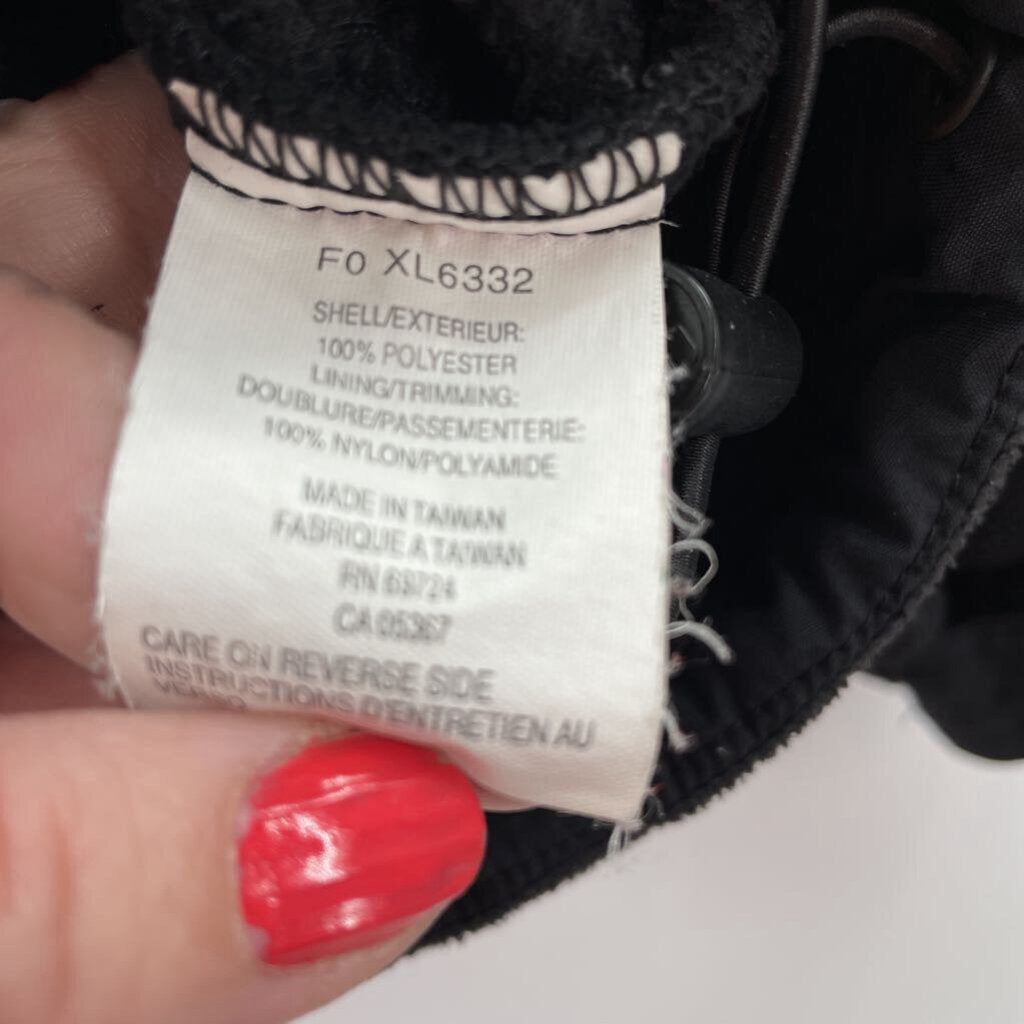 F0 XL6332
SHELL/EXTERIEUR:
100% POLYESTER
LINING/TRIMMING:
DOUBLURE/PASSEMENTERIE:
100% NYLON/POLYAMIDE
MADE IN TAIWAN
FABRIQUE A TAIWAN
RN 69724
CA 05367
CARE ON REVERSE SIDE
INSTRUCTIONS D'ENTRETIEN AU
VERSO